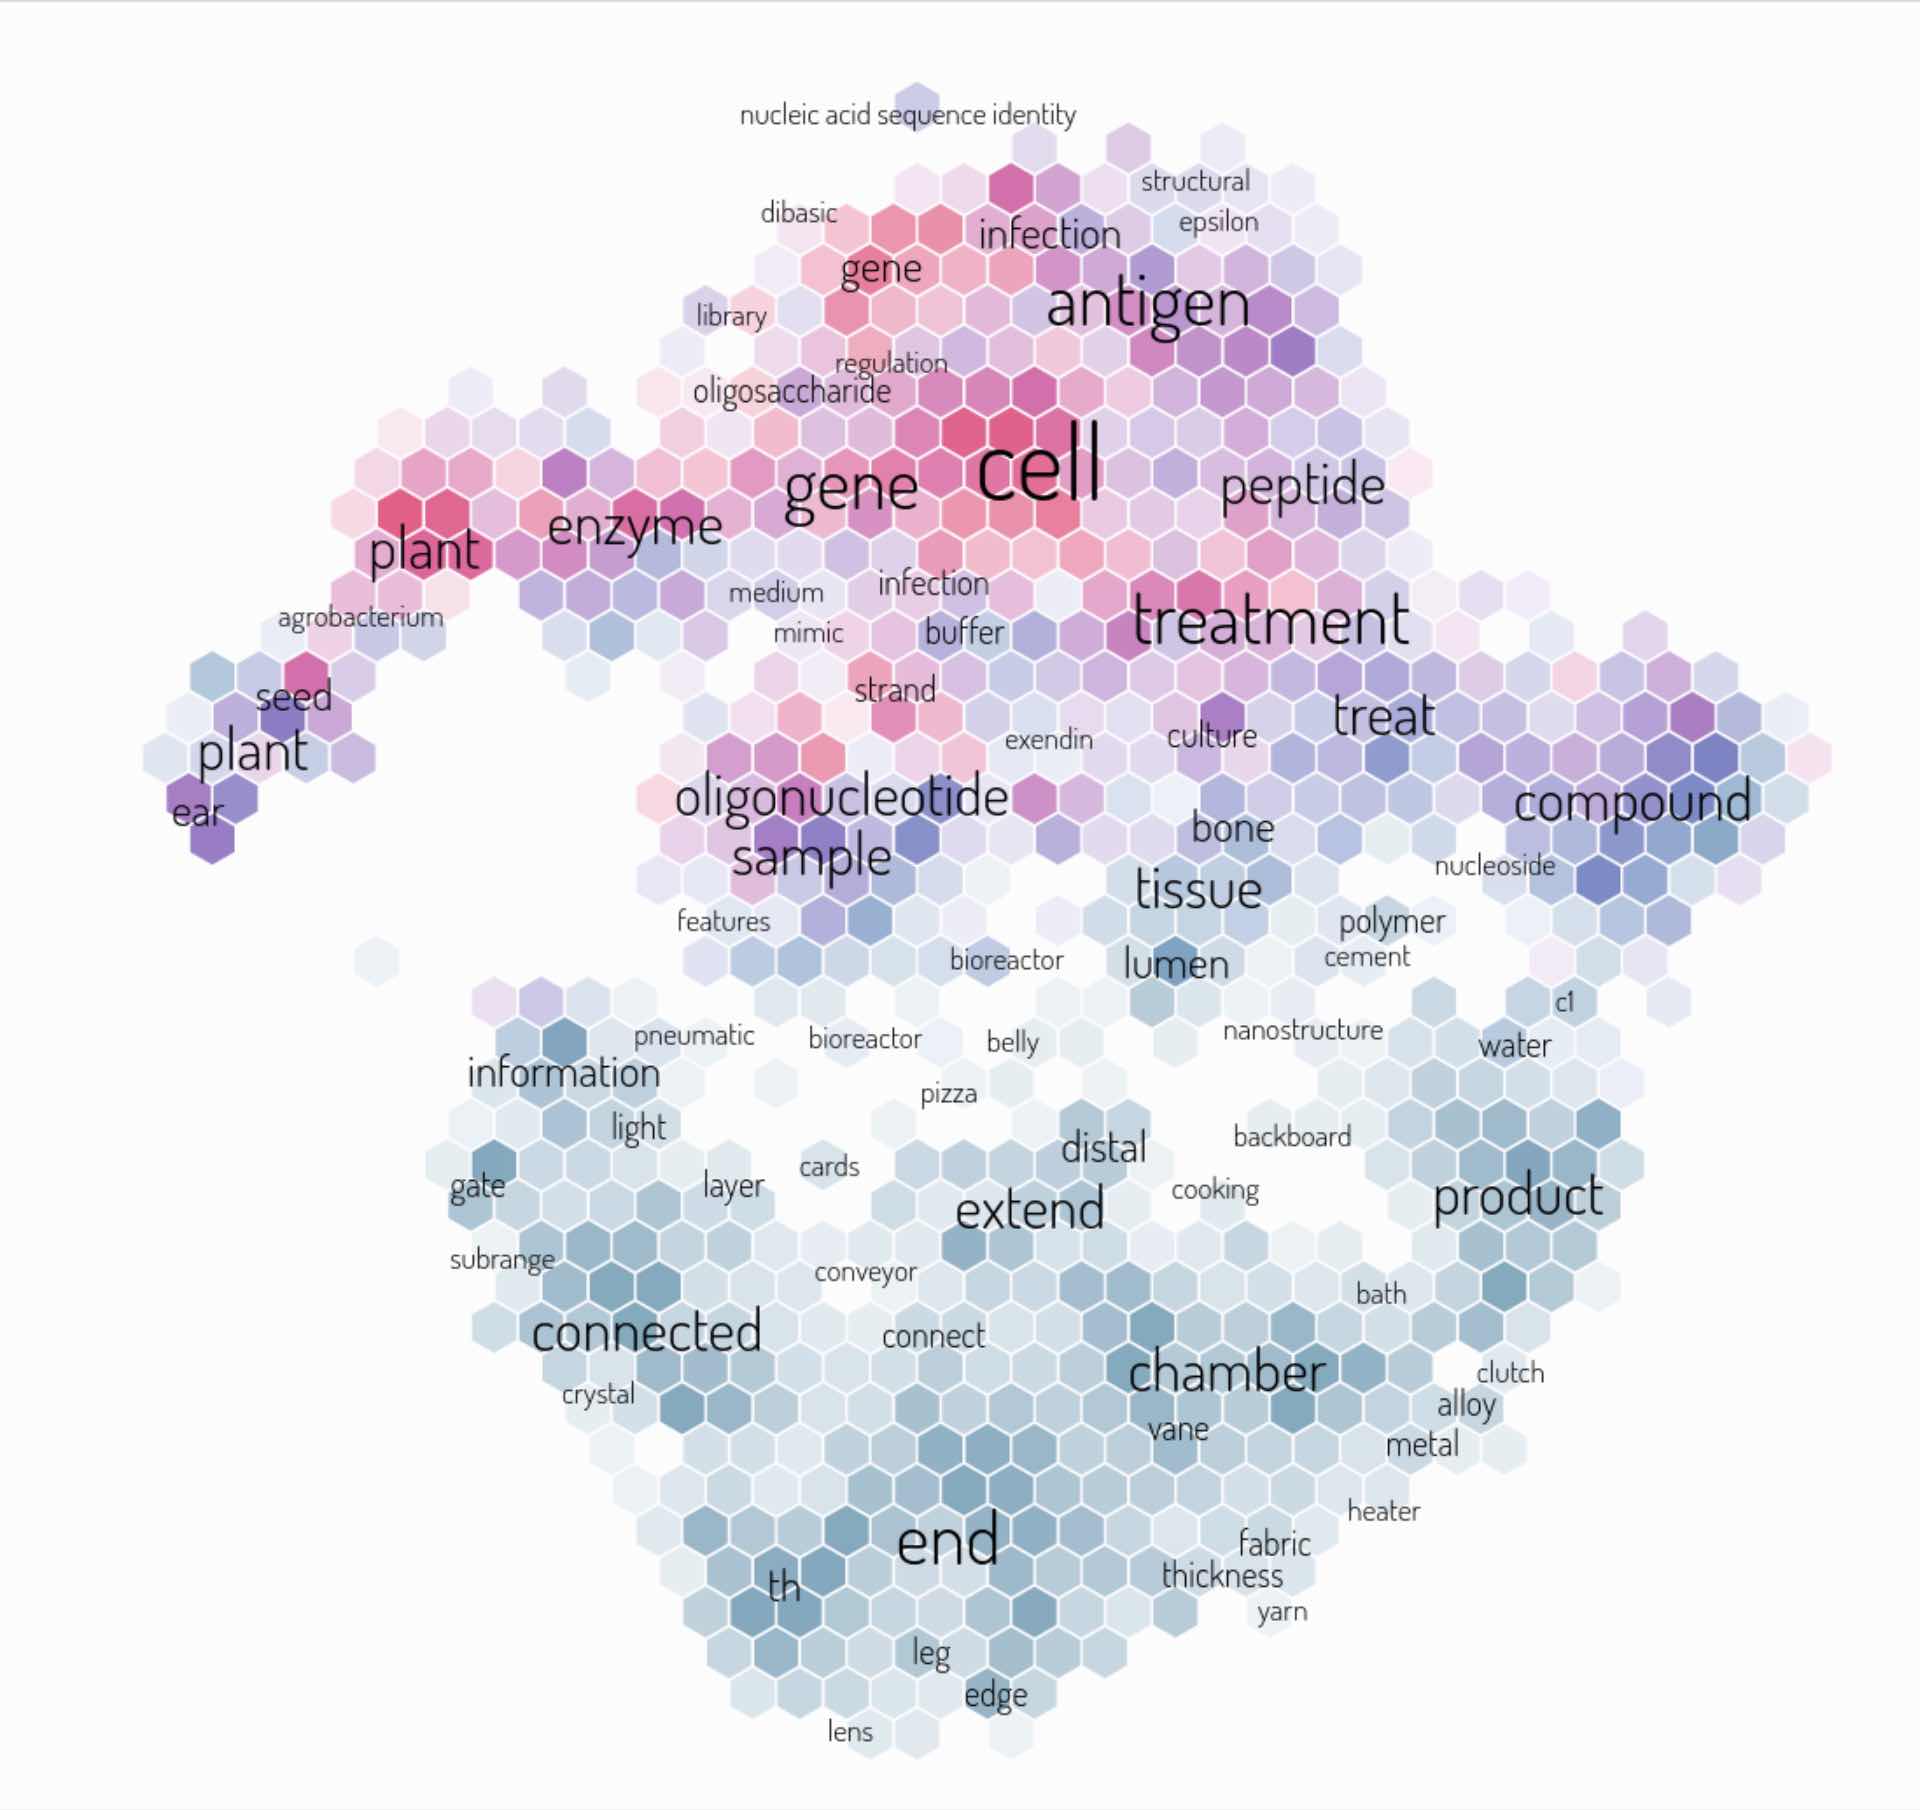 nucleic acid sequence identity
structural
dibasic
epsilon
infection
gene
antigen
library
regulation
oligosaccharide
cell
gene
peptide
enzyme
plant
infection
medium
agrobacterium
treatment
mimic
buffer
strand
seed
treat
culture
exendin
plant
oligonucleotide
compound
ear
bone
sample
nucleoside
tissue
features
polymer
cement
bioreactor
lumen
c1
nanostructure
pneumatic
bioreactor
belly
water
information
pizza
light
backboard
distal
cards
gate
layer
cooking
product
extend
subrange
conveyor
bath
connected
connect
chamber
clutch
crystal
alloy
vane
metal
heater
end
fabric
thickness
th
yarn
leg
edge
lens